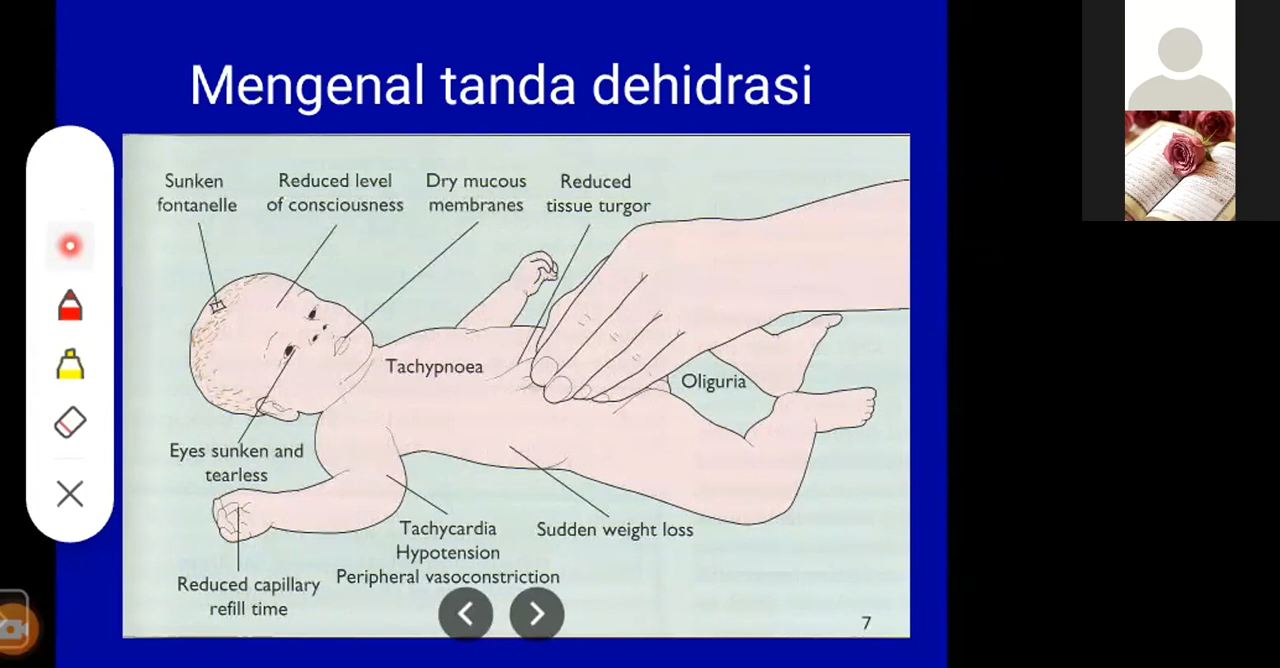 Mengenal tanda dehidrasi
Sunken
fontanelle
Reduced level
of consciousness
Dry mucous
membranes
Reduced
tissue turgor
Tachypnoea
Oliguria
Eyes sunken and
tearless
Tachycardia
Hypotension
Peripheral vasoconstriction
Sudden weight loss
Reduced capillary
refill time
7